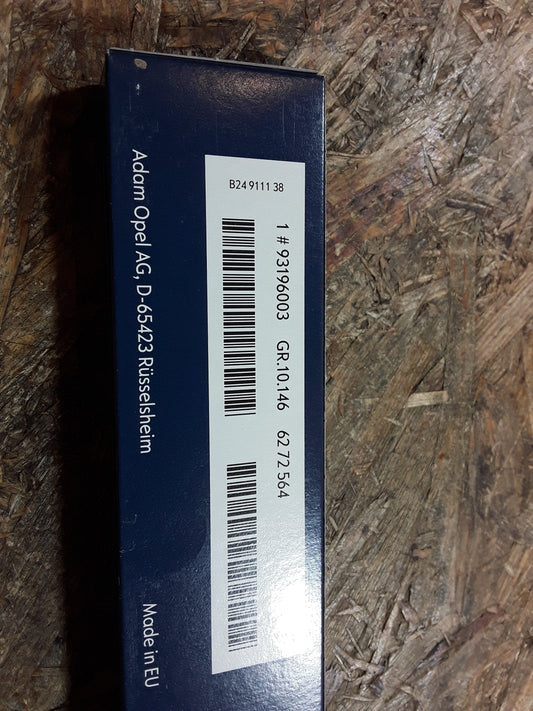 B24 9111 38
1 # 93196003 GR.10.146 62 72 564
Adam Opel AG, D-65423 Rüsselsheim
Made in EU